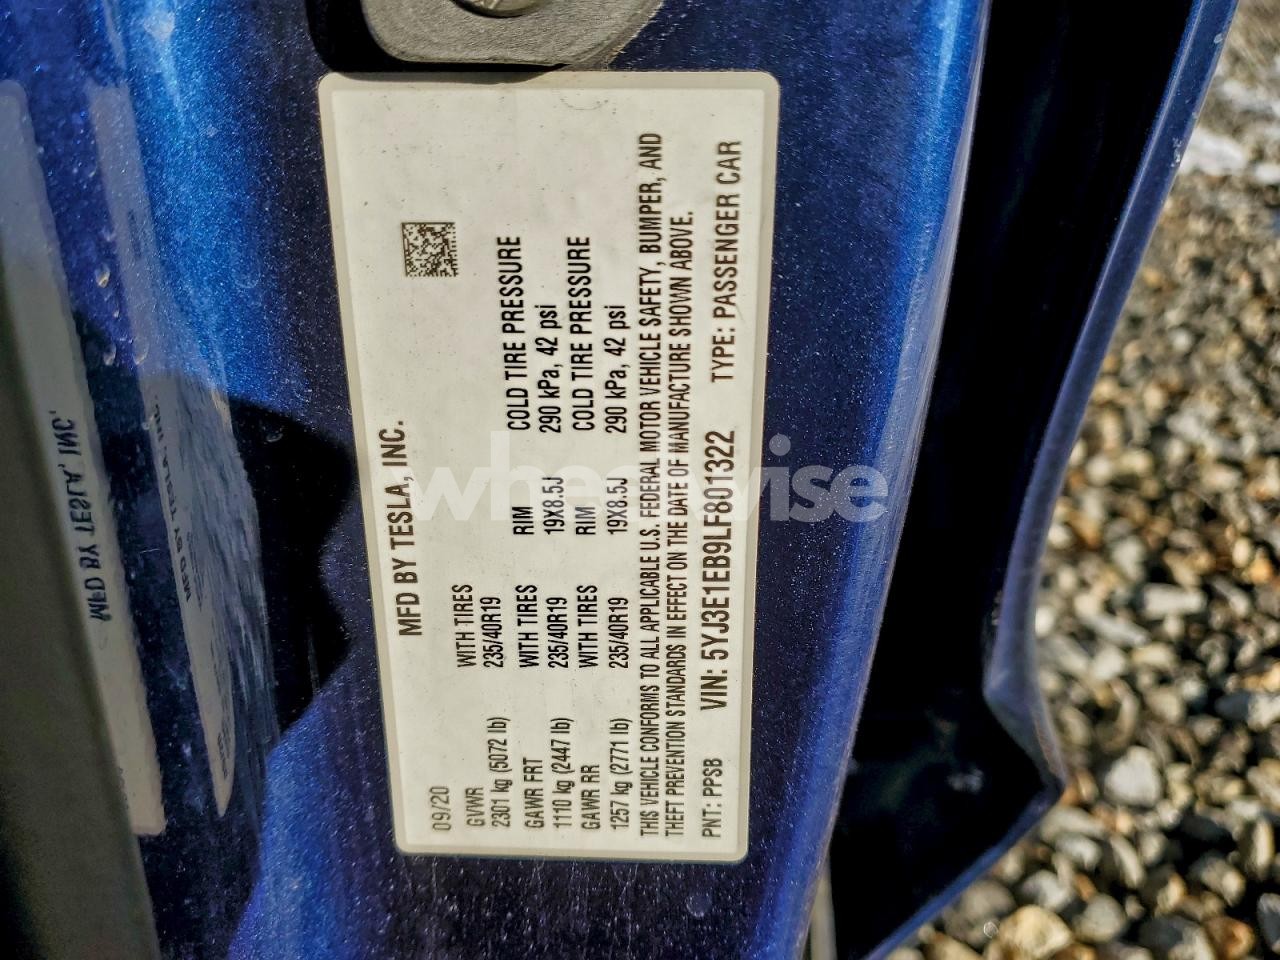 MFD BY TESLA, INC.
09/20
GVWR WITH TIRES RIM COLD TIRE PRESSURE
2301 kg (5072 lb) 235/40R19 19X8.5J 290 kPa, 42 psi
GAWR FRT WITH TIRES RIM COLD TIRE PRESSURE
1110 kg (2447 lb) 235/40R19 19X8.5J 290 kPa, 42 psi
GAWR RR WITH TIRES
1257 kg (2771 lb) 235/40R19
THIS VEHICLE CONFORMS TO ALL APPLICABLE U.S. FEDERAL MOTOR VEHICLE SAFETY, BUMPER, AND
THEFT PREVENTION STANDARDS IN EFFECT ON THE DATE OF MANUFACTURE SHOWN ABOVE.
PNT: PPSB VIN: 5YJ3E1EB9LF801322 TYPE: PASSENGER CAR
wheelwise
MFD BY TESLA, INC.